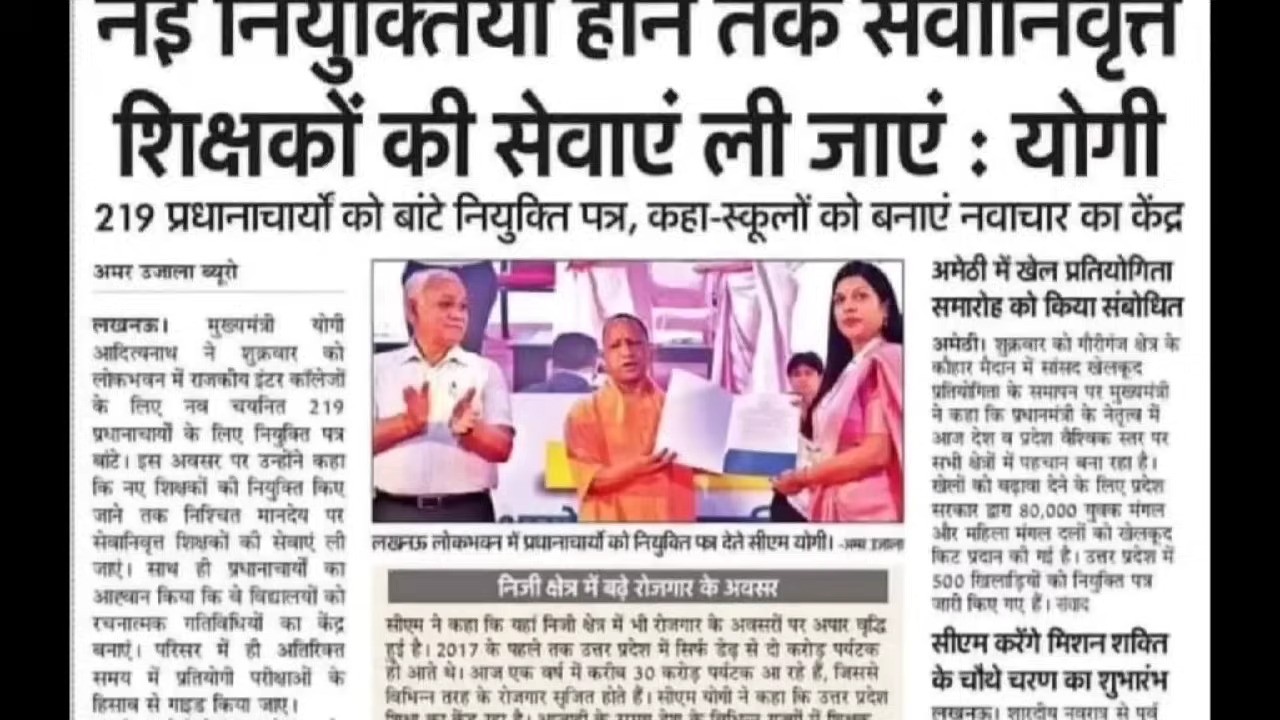 नई नियुक्तियां होने तक सेवानिवृत्त
शिक्षकों की सेवाएं ली जाएं : योगी
219 प्रधानाचार्यों को बांटे नियुक्ति पत्र, कहा-स्कूलों को बनाएं नवाचार का केंद्र
अमर उजाला ब्यूरो
लखनऊ। मुख्यमंत्री योगी
आदित्यनाथ ने शुक्रवार को
लोकभवन में राजकीय इंटर कॉलेजों
के लिए नव चयनित 219
प्रधानाचार्यों के लिए नियुक्ति पत्र
बांटे। इस अवसर पर उन्होंने कहा
कि नए शिक्षकों की नियुक्ति किए
जाने तक निश्चित मानदेय पर
सेवानिवृत्त शिक्षकों की सेवाएं ली
जाएं। साथ ही प्रधानाचार्यों का
आह्वान किया कि वे विद्यालयों को
रचनात्मक गतिविधियों का केंद्र
बनाएं। परिसर में ही अतिरिक्त
समय में प्रतियोगी परीक्षाओं के
हिसाब से गाइड किया जाए।
लखनऊ लोकभवन में प्रधानाचार्यों को नियुक्ति पत्र देते सीएम योगी। -अमर उजाला
निजी क्षेत्र में बढ़े रोजगार के अवसर
सीएम ने कहा कि यहां निजी क्षेत्र में भी रोजगार के अवसरों पर अपार वृद्धि
हुई है। 2017 के पहले तक उत्तर प्रदेश में सिर्फ डेढ़ से दो करोड़ पर्यटक
ही आते थे। आज एक वर्ष में करीब 30 करोड़ पर्यटक आ रहे हैं, जिससे
विभिन्न तरह के रोजगार सृजित होते हैं। सीएम योगी ने कहा कि उत्तर प्रदेश
अमेठी में खेल प्रतियोगिता
समारोह को किया संबोधित
अमेठी। शुक्रवार को गौरीगंज क्षेत्र के
कौहार मैदान में सांसद खेलकूद
प्रतियोगिता के समापन पर मुख्यमंत्री
ने कहा कि प्रधानमंत्री के नेतृत्व में
आज देश व प्रदेश वैश्विक स्तर पर
सभी क्षेत्रों में पहचान बना रहा है।
खेलों को बढ़ावा देने के लिए प्रदेश
सरकार द्वारा 80,000 युवक मंगल
और महिला मंगल दलों को खेलकूद
किट प्रदान की गई है। उत्तर प्रदेश में
500 खिलाड़ियों को नियुक्ति पत्र
जारी किए गए हैं। संवाद
सीएम करेंगे मिशन शक्ति
के चौथे चरण का शुभारंभ
लखनऊ। शारदीय नवरात्र से पूर्व